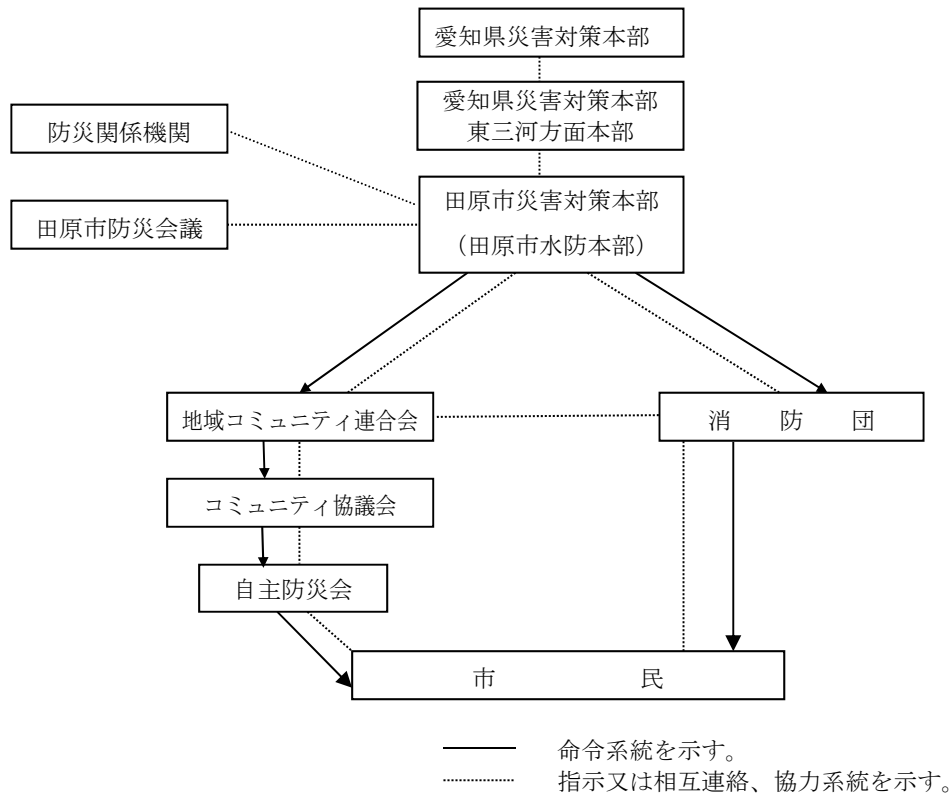 愛知県災害対策本部
愛知県災害対策本部
東三河方面本部
防災関係機関
田原市災害対策本部
田原市防災会議
（田原市水防本部）
地域コミュニティ連合会
消　防　団
コミュニティ協議会
自主防災会
市　　民
命令系統を示す。
指示又は相互連絡、協力系統を示す。